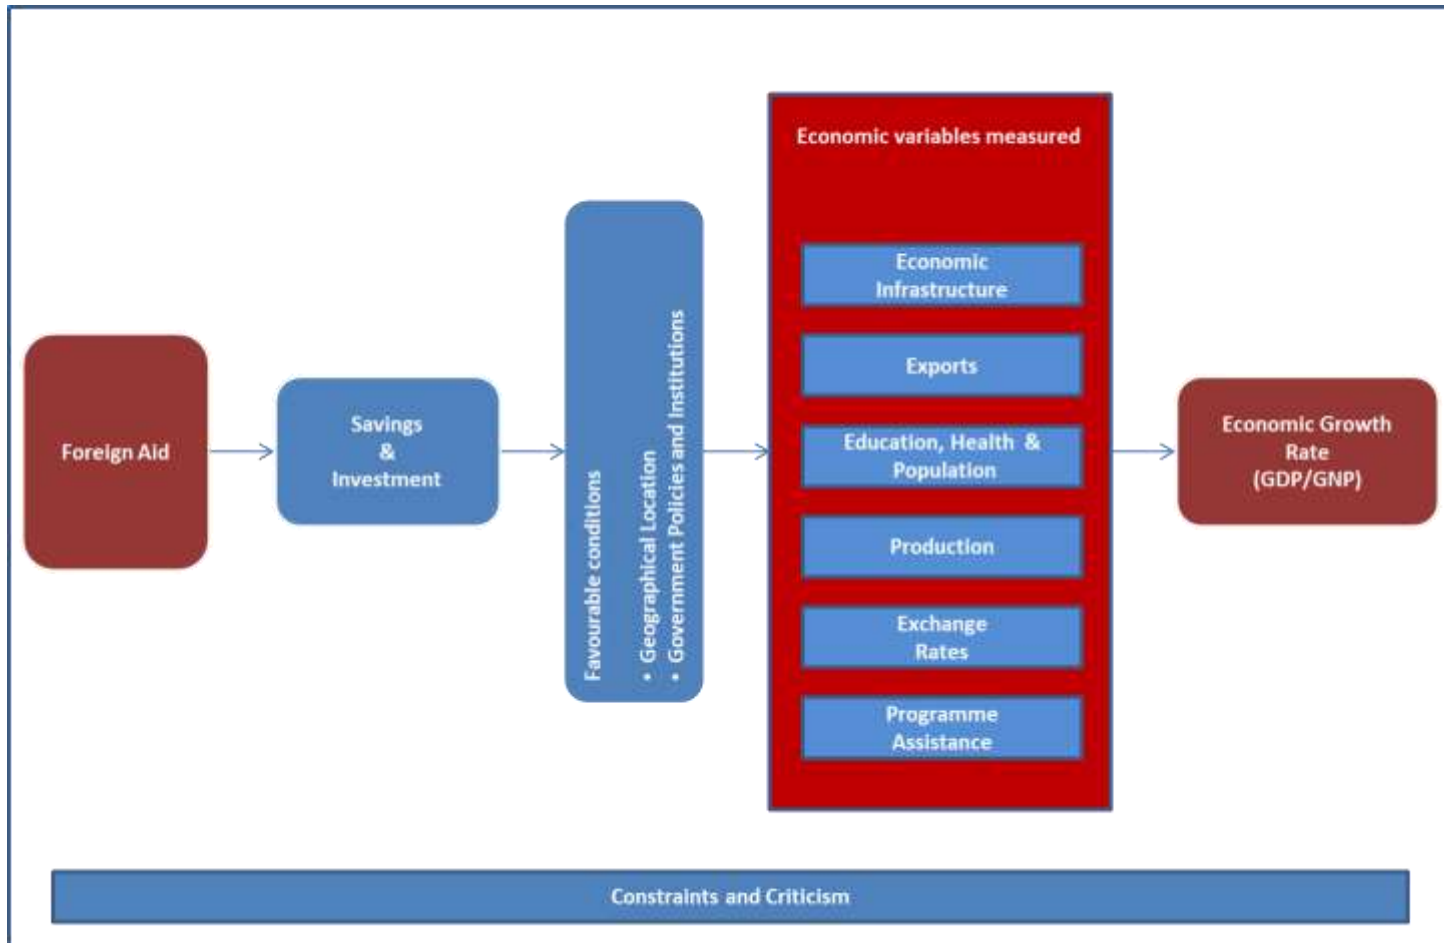 Foreign Aid
Savings
&
Investment
Favourable conditions
• Geographical Location
• Government Policies and Institutions
Economic variables measured
Economic
Infrastructure
Exports
Education, Health &
Population
Production
Exchange
Rates
Programme
Assistance
Economic Growth
Rate
(GDP/GNP)
Constraints and Criticism